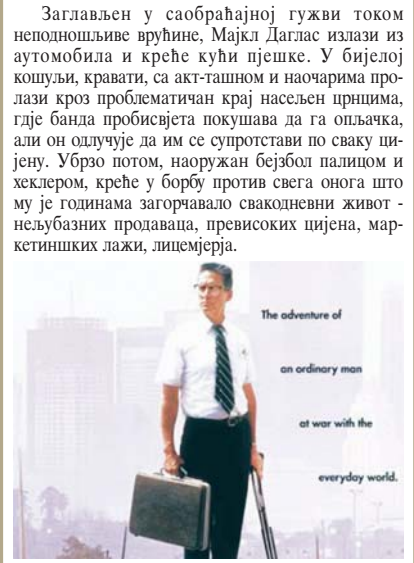 Заглављен у саобраћајној гужви током
неподношљиве врућине, Мајкл Даглас излази из
аутомобила и креће кући пјешке. У бијелој
кошуљи, кравати, са акт-ташном и наочарима про-
лази кроз проблематичан крај насељен црнцима,
гдје банда пробисвјета покушава да га опљачка,
али он одлучује да им се супротстави по сваку ци-
јену. Убрзо потом, наоружан бејзбол палицом и
хеклером, креће у борбу против свега онога што
му је годинама загорчавало свакодневни живот -
нељубазних продаваца, превисоких цијена, мар-
кетиншких лажи, лицемјерја.
The adventure of
an ordinary man
at war with the
everyday world.